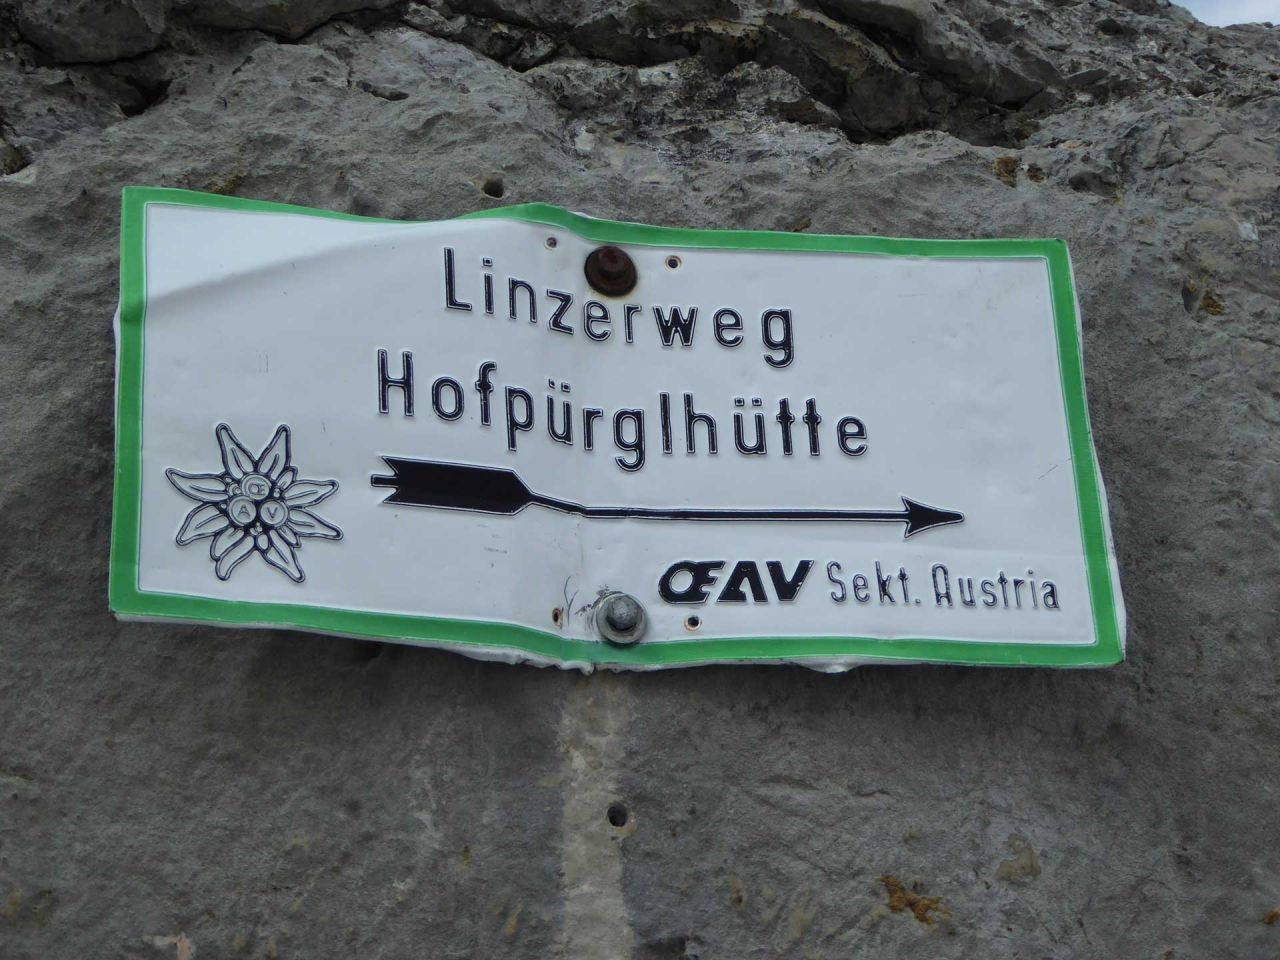 Linzerweg
Hofpürglhütte
ŒAV Sekt. Austria
Œ
A V